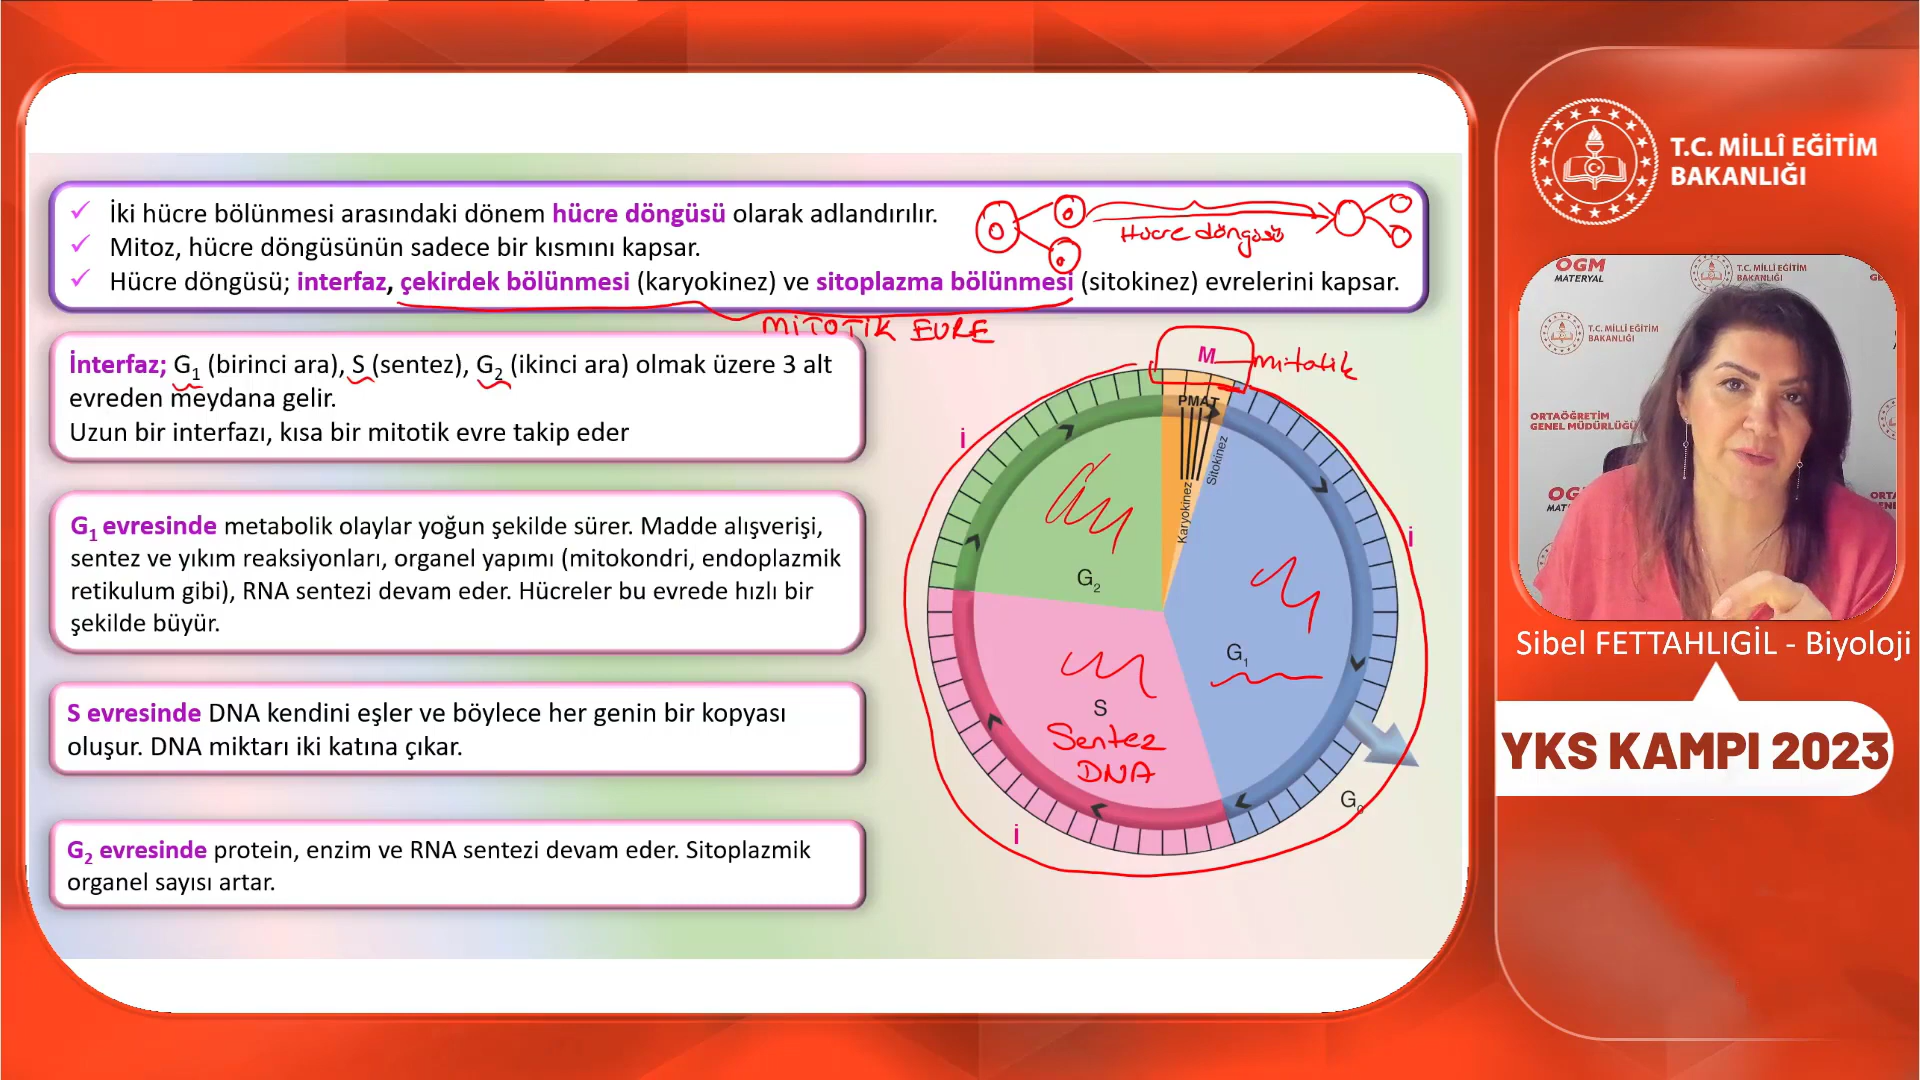 İki hücre bölünmesi arasındaki dönem hücre döngüsü olarak adlandırılır.
Mitoz, hücre döngüsünün sadece bir kısmını kapsar.
Hücre döngüsü; interfaz, çekirdek bölünmesi (karyokinez) ve sitoplazma bölünmesi (sitokinez) evrelerini kapsar.
Hücre döngüsü
MİTOTİK EVRE
İnterfaz; G1 (birinci ara), S (sentez), G2 (ikinci ara) olmak üzere 3 alt
evreden meydana gelir.
Uzun bir interfazı, kısa bir mitotik evre takip eder
G1 evresinde metabolik olaylar yoğun şekilde sürer. Madde alışverişi,
sentez ve yıkım reaksiyonları, organel yapımı (mitokondri, endoplazmik
retikulum gibi), RNA sentezi devam eder. Hücreler bu evrede hızlı bir
şekilde büyür.
S evresinde DNA kendini eşler ve böylece her genin bir kopyası
oluşur. DNA miktarı iki katına çıkar.
G2 evresinde protein, enzim ve RNA sentezi devam eder. Sitoplazmik
organel sayısı artar.
M mitotik
PMAT
Karyokinez
Sitokinez
i
i
i
G2
G1
S
Sentez
DNA
G0
T.C. MİLLÎ EĞİTİM
BAKANLIĞI
OGM
MATERYAL
T.C. MİLLÎ EĞİTİM
BAKANLIĞI
T.C. MİLLÎ EĞİTİM
BAKANLIĞI
ORTAÖĞRETİM
GENEL MÜDÜRLÜĞÜ
Sibel FETTAHLIGİL - Biyoloji
YKS KAMPI 2023